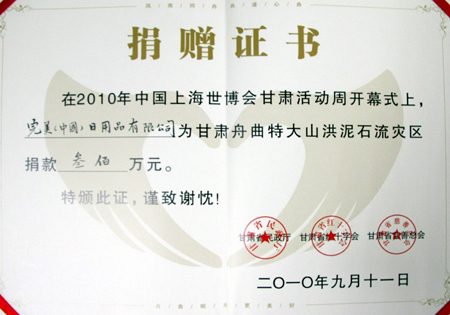 捐赠证书
在2010年中国上海世博会甘肃活动周开幕式上,
完美(中国)日用品有限公司为甘肃舟曲特大山洪泥石流灾区
捐款 叁佰 万元。
特颁此证,谨致谢忱!
甘肃省民政厅 甘肃省红十字会 甘肃省慈善总会
二〇一〇年九月十一日